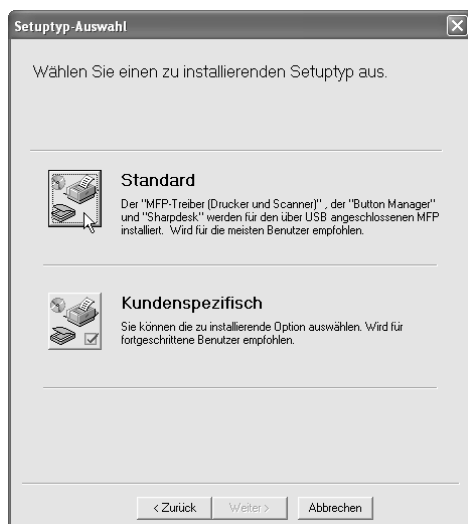 Setuptyp-Auswahl
Wählen Sie einen zu installierenden Setuptyp aus.
Standard
Der "MFP-Treiber (Drucker und Scanner)" , der "Button Manager"
und "Sharpdesk" werden für den über USB angeschlossenen MFP
installiert. Wird für die meisten Benutzer empfohlen.
Kundenspezifisch
Sie können die zu installierende Option auswählen. Wird für
fortgeschrittene Benutzer empfohlen.
< Zurück
Weiter >
Abbrechen